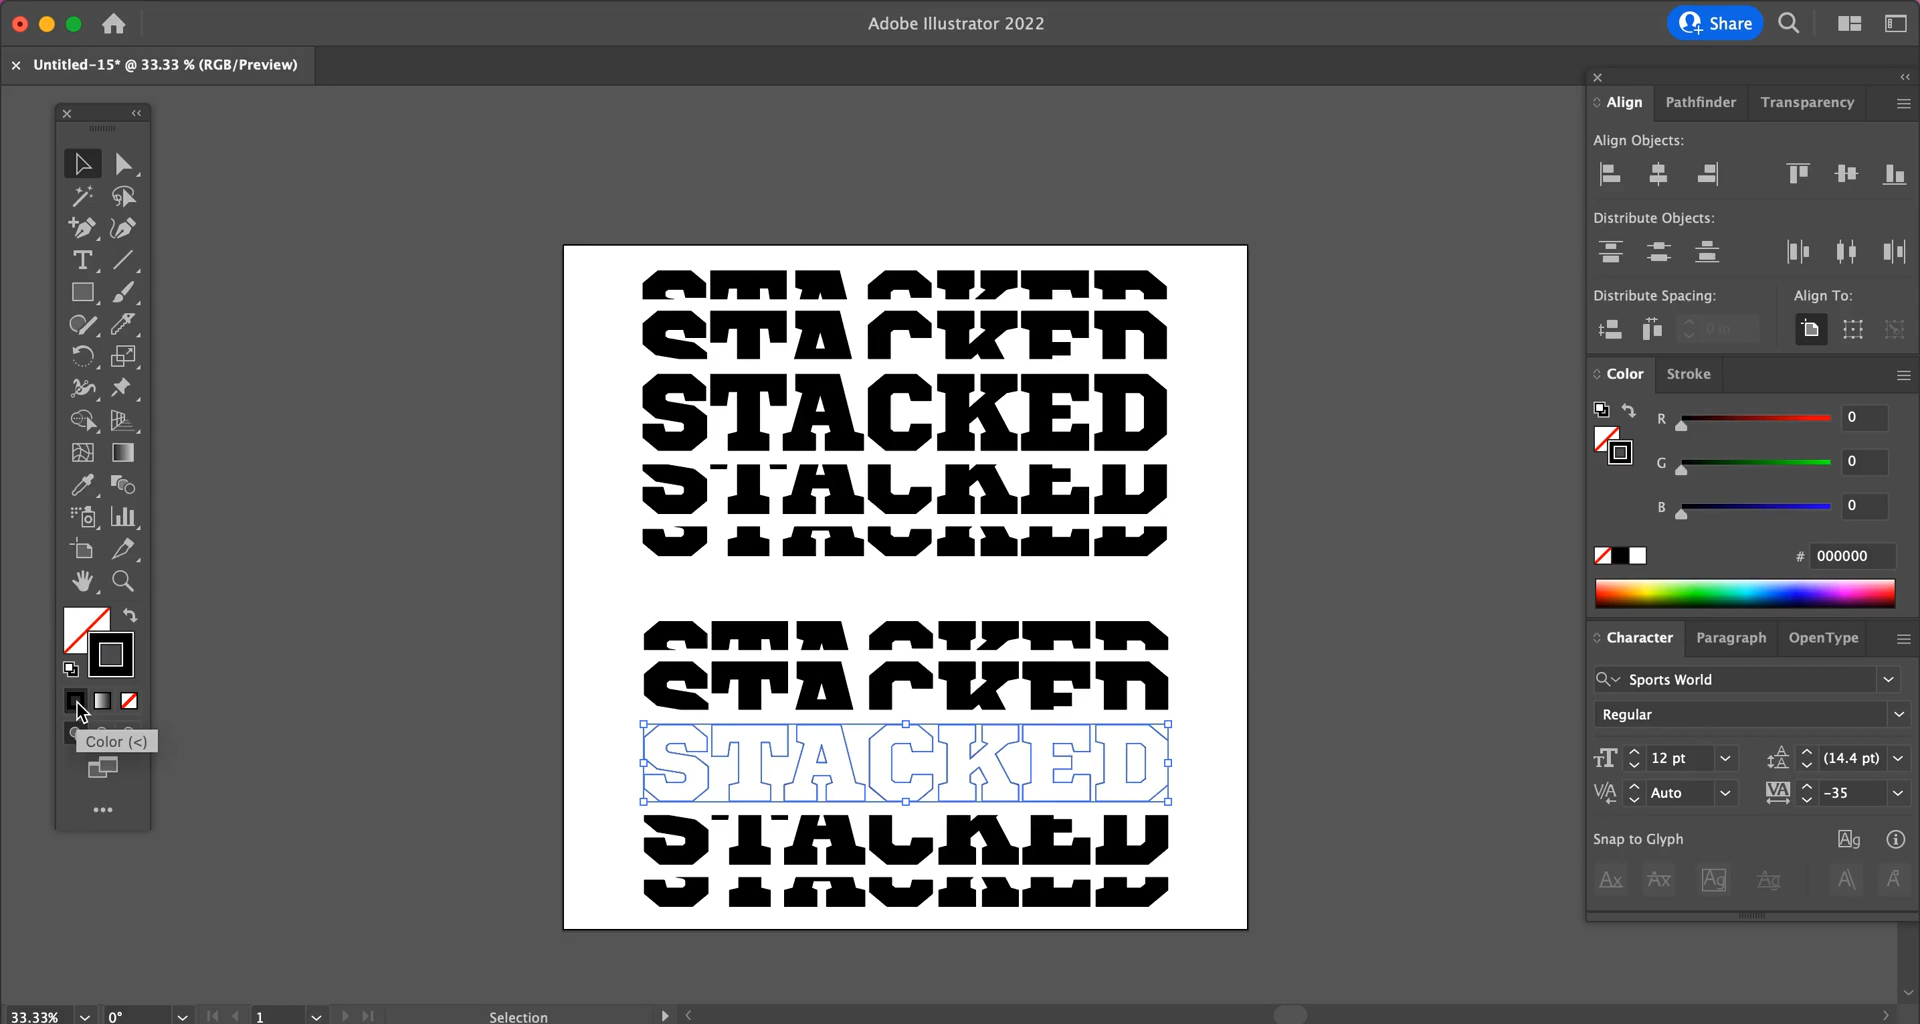 Adobe Illustrator 2022
Share
Untitled-15* @ 33.33 % (RGB/Preview)
Align
Pathfinder
Transparency
Align Objects:
Distribute Objects:
Distribute Spacing:
Align To:
0 in
Color
Stroke
R
0
G
0
B
0
# 000000
Character
Paragraph
OpenType
Sports World
Regular
12 pt
(14.4 pt)
Auto
-35
Snap to Glyph
STACKED
STACKED
STACKED
STACKED
STACKED
STACKED
STACKED
STACKED
STACKED
STACKED
Color (<)
33.33%
0°
1
Selection